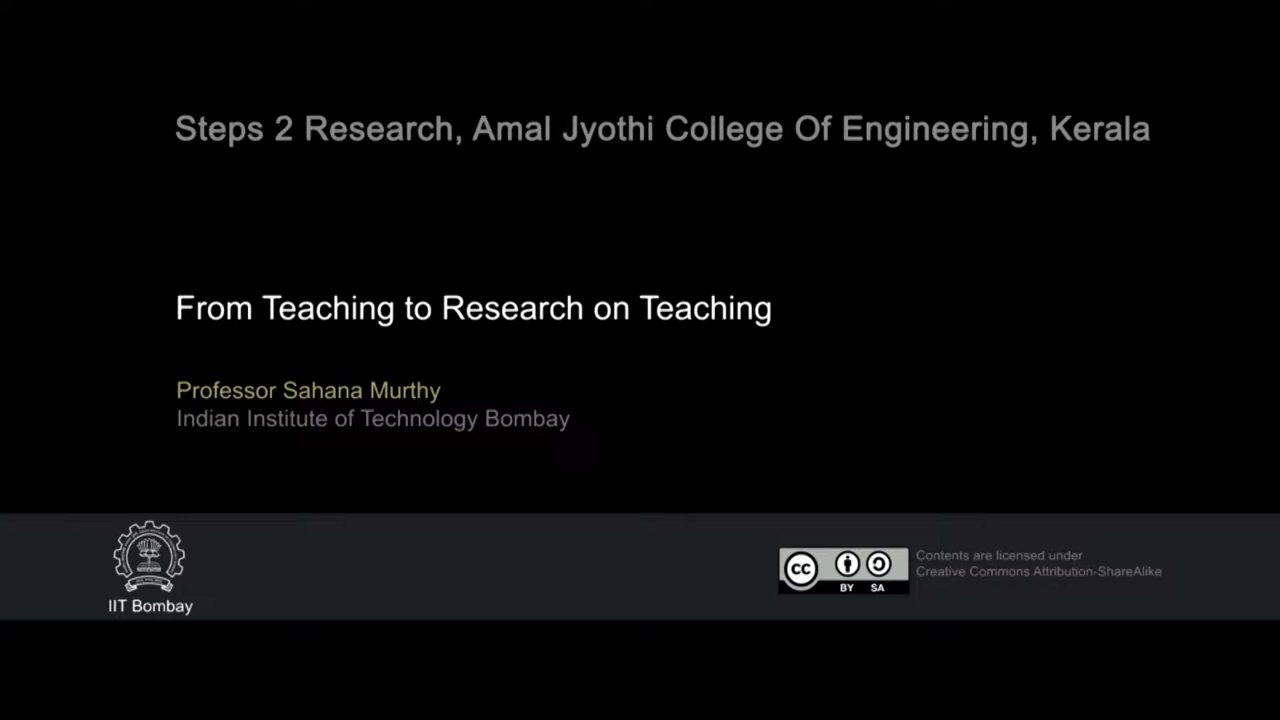 Steps 2 Research, Amal Jyothi College Of Engineering, Kerala
From Teaching to Research on Teaching
Professor Sahana Murthy
Indian Institute of Technology Bombay
IIT Bombay
cc
BY SA
Contents are licensed under
Creative Commons Attribution-ShareAlike